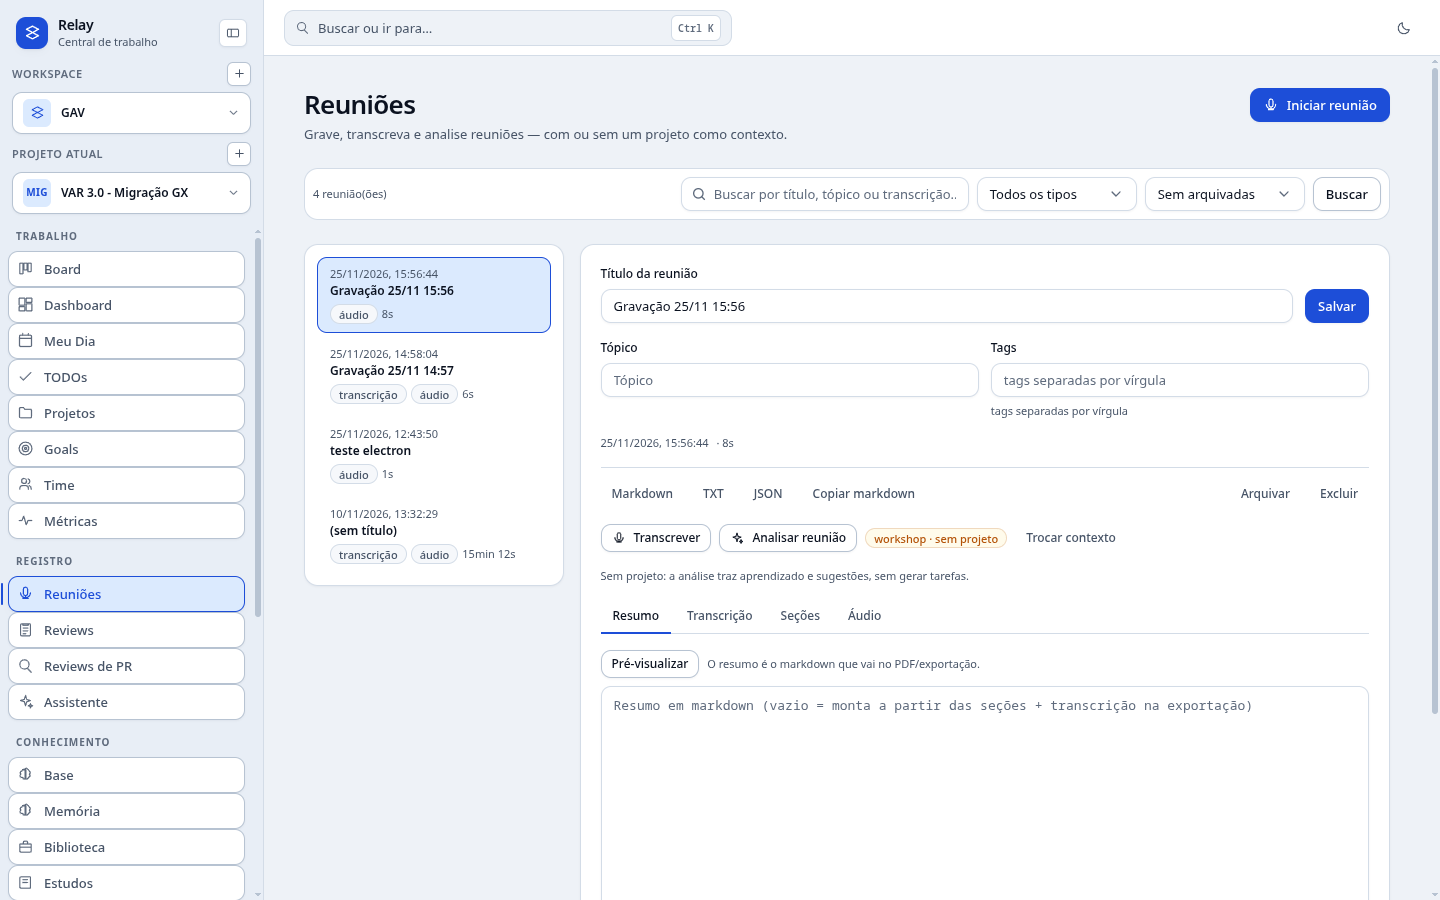 Relay
Central de trabalho
WORKSPACE
GAV
PROJETO ATUAL
MIG VAR 3.0 - Migração GX
TRABALHO
Board
Dashboard
Meu Dia
TODOs
Projetos
Goals
Time
Métricas
REGISTRO
Reuniões
Reviews
Reviews de PR
Assistente
CONHECIMENTO
Base
Memória
Biblioteca
Estudos
Buscar ou ir para... Ctrl K
Reuniões
Grave, transcreva e analise reuniões — com ou sem um projeto como contexto.
Iniciar reunião
4 reunião(ões)
Buscar por título, tópico ou transcrição..
Todos os tipos
Sem arquivadas
Buscar
25/11/2026, 15:56:44
Gravação 25/11 15:56
áudio 8s
25/11/2026, 14:58:04
Gravação 25/11 14:57
transcrição áudio 6s
25/11/2026, 12:43:50
teste electron
áudio 1s
10/11/2026, 13:32:29
(sem título)
transcrição áudio 15min 12s
Título da reunião
Gravação 25/11 15:56
Salvar
Tópico
Tópico
Tags
tags separadas por vírgula
tags separadas por vírgula
25/11/2026, 15:56:44 · 8s
Markdown TXT JSON Copiar markdown Arquivar Excluir
Transcrever Analisar reunião workshop · sem projeto Trocar contexto
Sem projeto: a análise traz aprendizado e sugestões, sem gerar tarefas.
Resumo Transcrição Seções Áudio
Pré-visualizar O resumo é o markdown que vai no PDF/exportação.
Resumo em markdown (vazio = monta a partir das seções + transcrição na exportação)